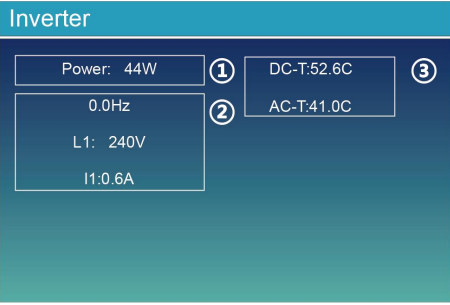 Inverter
Power: 44W
①
0.0Hz
L1: 240V
I1:0.6A
②
DC-T:52.6C
AC-T:41.0C
③